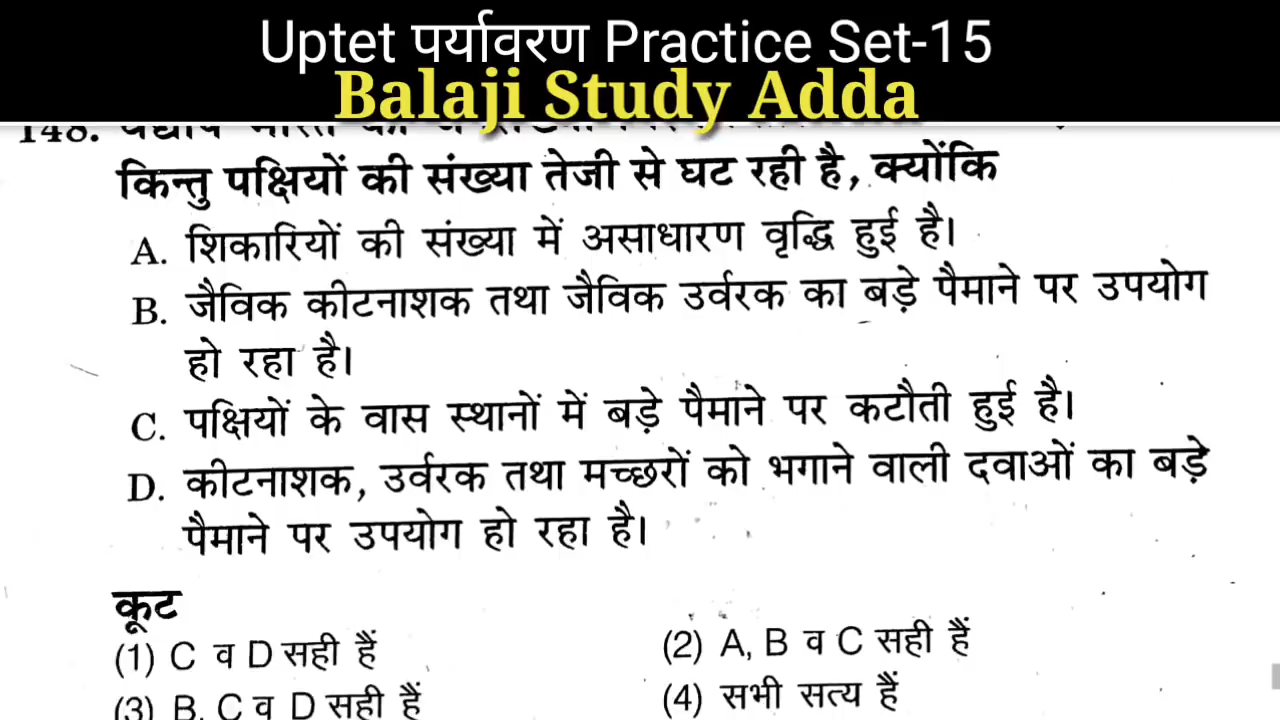 Uptet पर्यावरण Practice Set-15
Balaji Study Adda
148.
किन्तु पक्षियों की संख्या तेजी से घट रही है, क्योंकि
A. शिकारियों की संख्या में असाधारण वृद्धि हुई है।
B. जैविक कीटनाशक तथा जैविक उर्वरक का बड़े पैमाने पर उपयोग
हो रहा है।
C. पक्षियों के वास स्थानों में बड़े पैमाने पर कटौती हुई है।
D. कीटनाशक, उर्वरक तथा मच्छरों को भगाने वाली दवाओं का बड़े
पैमाने पर उपयोग हो रहा है।
कूट
(1) C व D सही हैं
(2) A, B व C सही हैं
(3) B, C व D सही हैं
(4) सभी सत्य हैं